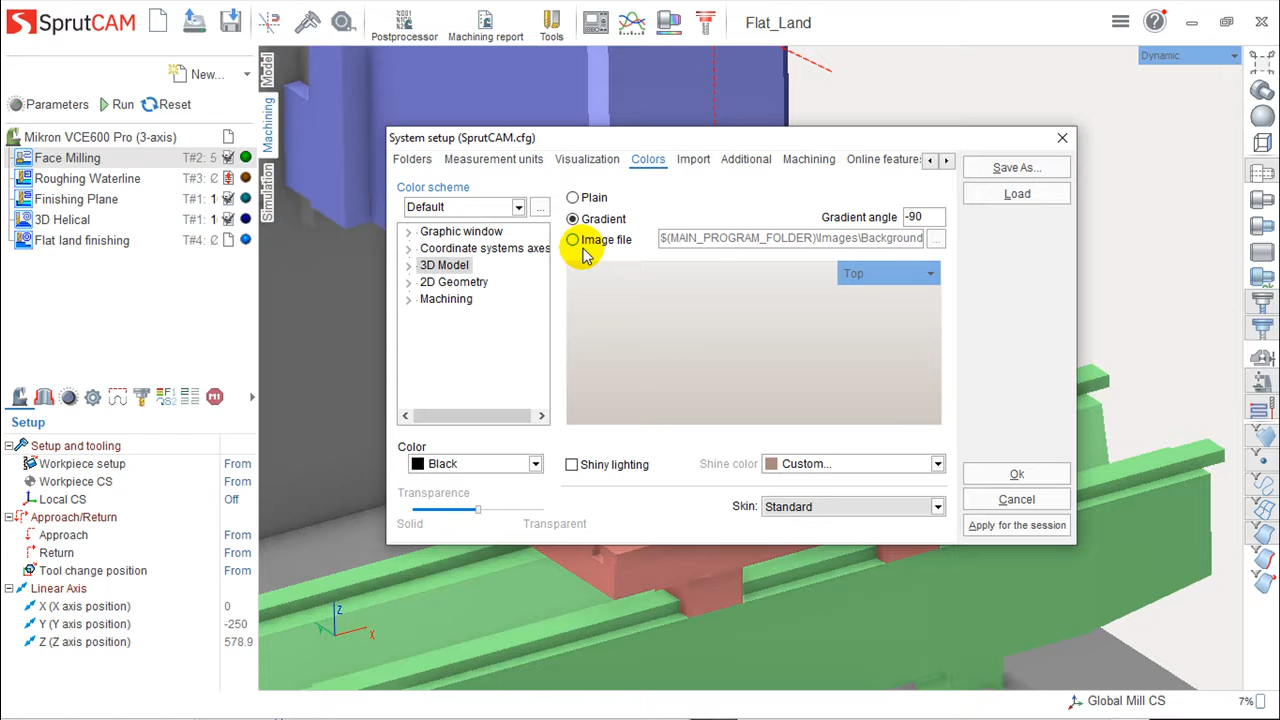 SprutCAM
Postprocessor
Machining report
Tools
Flat_Land
New...
Parameters
Run
Reset
Mikron VCE600 Pro (3-axis)
Face Milling T#2: 5
Roughing Waterline T#3: Ⲫ
Finishing Plane T#1: 1
3D Helical T#1: 1
Flat land finishing T#2: Ⲫ
Model
Machining
Simulation
Dynamic
Setup
Setup and tooling
Workpiece setup From
Workpiece CS From
Local CS Off
Approach/Return
Approach From
Return From
Tool change position From
Linear Axis
X (X axis position) 0
Y (Y axis position) -250
Z (Z axis position) 578.9
System setup (SprutCAM.cfg)
Folders Measurement units Visualization Colors Import Additional Machining Online feature
Color scheme
Default
...
Graphic window
Coordinate systems axes
3D Model
2D Geometry
Machining
Plain
Gradient
Gradient angle -90
Image file
$(MAIN_PROGRAM_FOLDER)\Images\Background
...
Top
Color
Black
Shiny lighting
Shine color
Custom...
Transparence
Solid Transparent
Skin: Standard
Save As...
Load
Ok
Cancel
Apply for the session
Z
Y
X
Global Mill CS
7%